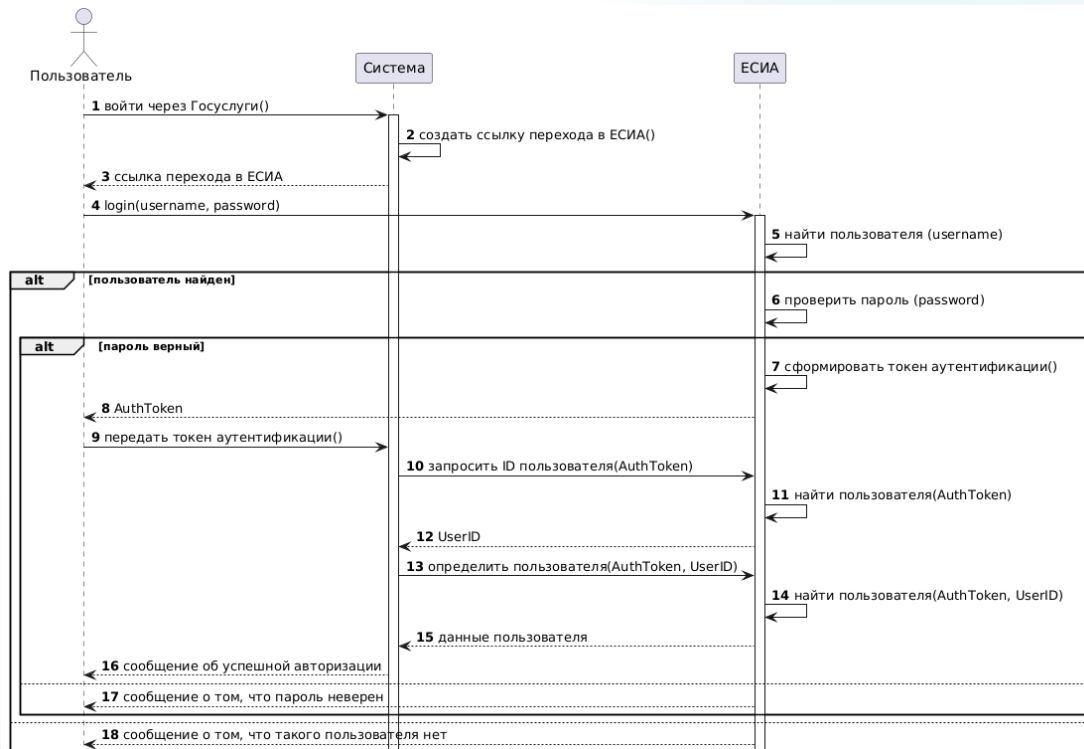 Пользователь
Система
ЕСИА
1 войти через Госуслуги()
2 создать ссылку перехода в ЕСИА()
3 ссылка перехода в ЕСИА
4 login(username, password)
5 найти пользователя (username)
alt [пользователь найден]
6 проверить пароль (password)
alt [пароль верный]
7 сформировать токен аутентификации()
8 AuthToken
9 передать токен аутентификации()
10 запросить ID пользователя(AuthToken)
11 найти пользователя(AuthToken)
12 UserID
13 определить пользователя(AuthToken, UserID)
14 найти пользователя(AuthToken, UserID)
15 данные пользователя
16 сообщение об успешной авторизации
17 сообщение о том, что пароль неверен
18 сообщение о том, что такого пользователя нет